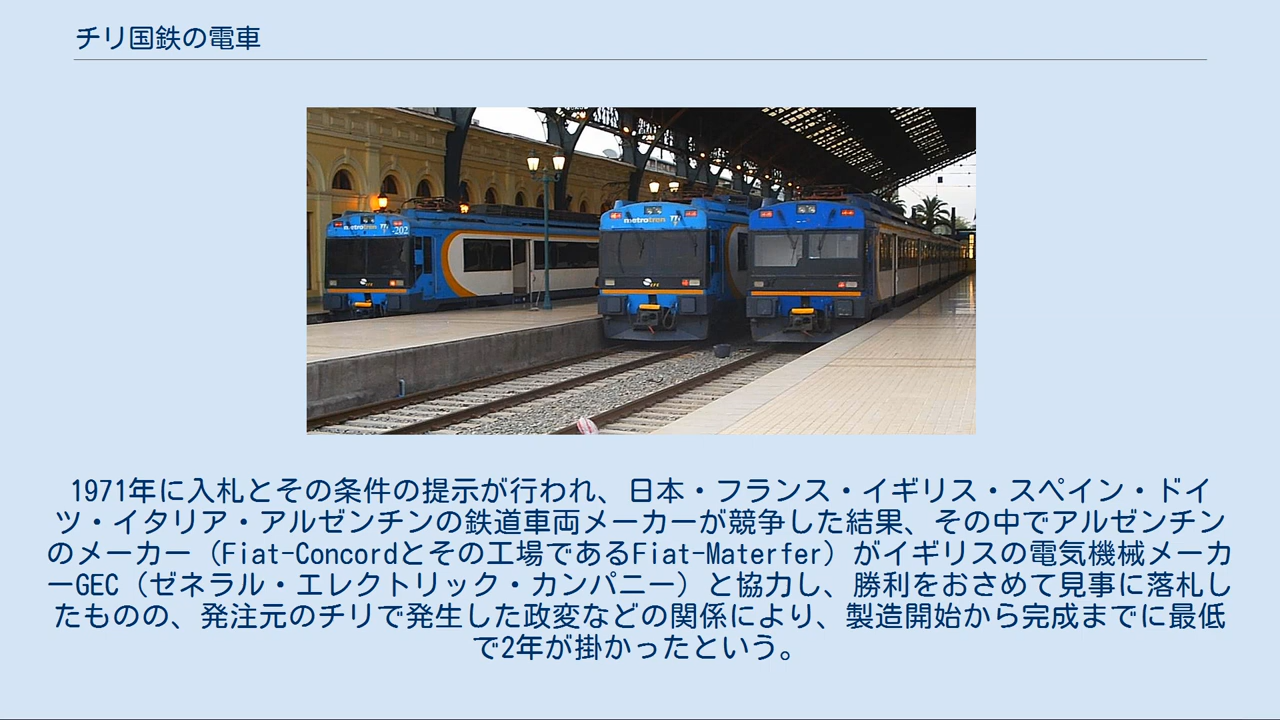 チリ国鉄の電車
metrotren
-202
metrotren
1971年に入札とその条件の提示が行われ、日本・フランス・イギリス・スペイン・ドイ
ツ・イタリア・アルゼンチンの鉄道車両メーカーが競争した結果、その中でアルゼンチン
のメーカー（Fiat-Concordとその工場であるFiat-Materfer）がイギリスの電気機械メーカ
ーGEC（ゼネラル・エレクトリック・カンパニー）と協力し、勝利をおさめて見事に落札し
たものの、発注元のチリで発生した政変などの関係により、製造開始から完成までに最低
で2年が掛かったという。